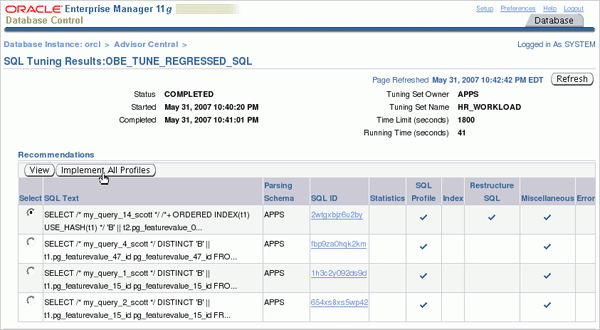 ORACLE Enterprise Manager 11g
Database Control
Setup Preferences Help Logout
Database
Database Instance: orcl > Advisor Central >
Logged in As SYSTEM
SQL Tuning Results:OBE_TUNE_REGRESSED_SQL
Page Refreshed May 31, 2007 10:42:42 PM EDT Refresh
Status COMPLETED
Started May 31, 2007 10:40:20 PM
Completed May 31, 2007 10:41:01 PM
Tuning Set Owner APPS
Tuning Set Name HR_WORKLOAD
Time Limit (seconds) 1800
Running Time (seconds) 41
Recommendations
View Implement All Profiles
Select SQL Text Parsing Schema SQL ID Statistics SQL Profile Index Restructure SQL Miscellaneous Error
SELECT /* my_query_14_scott */ /*+ ORDERED INDEX(t1) APPS 2wtgxbjz6u2by
USE_HASH(t1) */ 'B' || t2.pg_featurevalue_0...
SELECT /* my_query_4_scott */ DISTINCT 'B' || APPS fbp9za0hqk2km
t1.pg_featurevalue_47_id pg_featurevalue_47_id FRO...
SELECT /* my_query_1_scott */ DISTINCT 'B' || APPS 1h3c2y092ds9d
t1.pg_featurevalue_15_id pg_featurevalue_15_id FRO...
SELECT /* my_query_2_scott */ DISTINCT 'B' || APPS 654xs8xs5wp42
t1.pg_featurevalue_15_id pg_featurevalue_15_id FR...